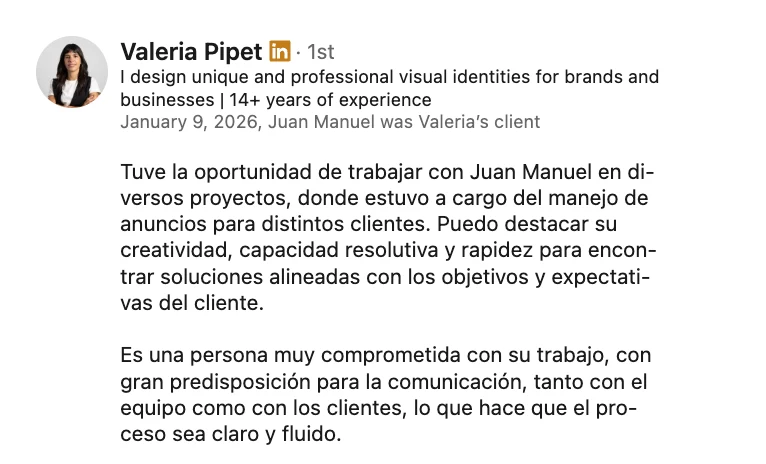 Valeria Pipet in · 1st
I design unique and professional visual identities for brands and
businesses | 14+ years of experience
January 9, 2026, Juan Manuel was Valeria’s client
Tuve la oportunidad de trabajar con Juan Manuel en di-
versos proyectos, donde estuvo a cargo del manejo de
anuncios para distintos clientes. Puedo destacar su
creatividad, capacidad resolutiva y rapidez para encon-
trar soluciones alineadas con los objetivos y expectati-
vas del cliente.
Es una persona muy comprometida con su trabajo, con
gran predisposición para la comunicación, tanto con el
equipo como con los clientes, lo que hace que el pro-
ceso sea claro y fluido.